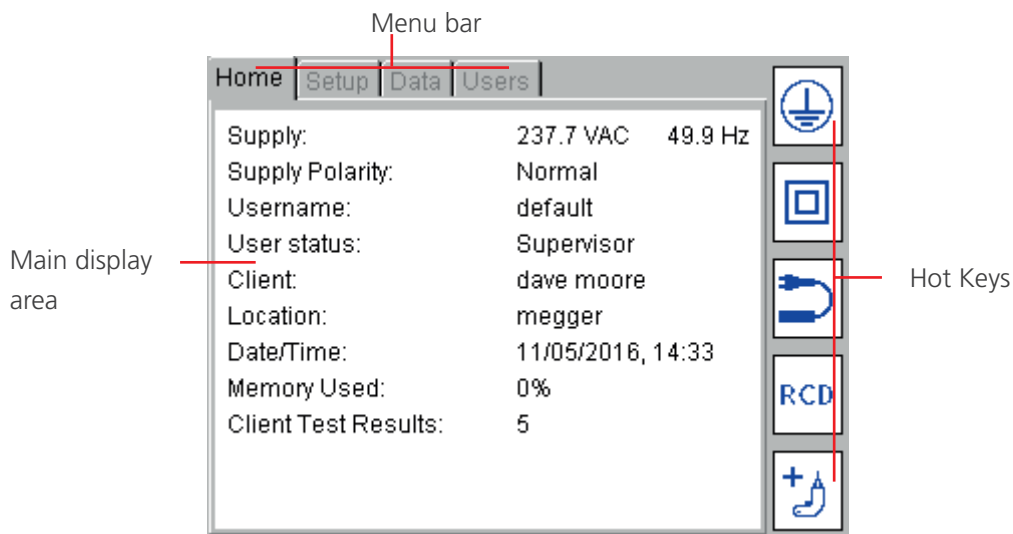 Menu bar
Home Setup Data Users
Supply: 237.7 VAC 49.9 Hz
Supply Polarity: Normal
Username: default
User status: Supervisor
Main display area
Client: dave moore
Hot Keys
Location: megger
Date/Time: 11/05/2016, 14:33
Memory Used: 0%
RCD
Client Test Results: 5